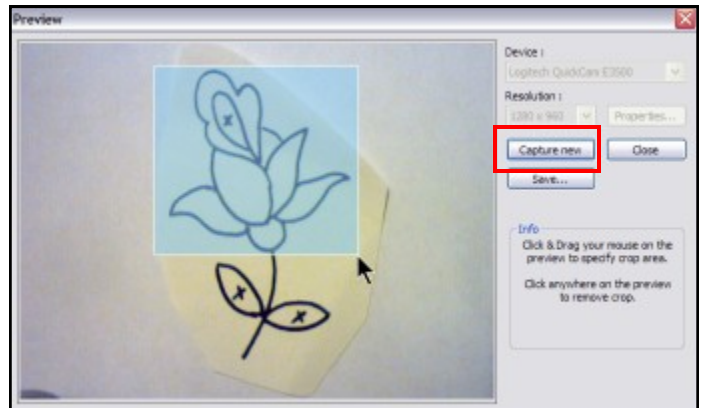 Preview
Device :
Logitech QuickCam E3500
Resolution :
1280 x 960
Properties...
Capture new
Close
Save...
Info
Click & Drag your mouse on the
preview to specify crop area.
Click anywhere on the preview
to remove crop.
x
x
x